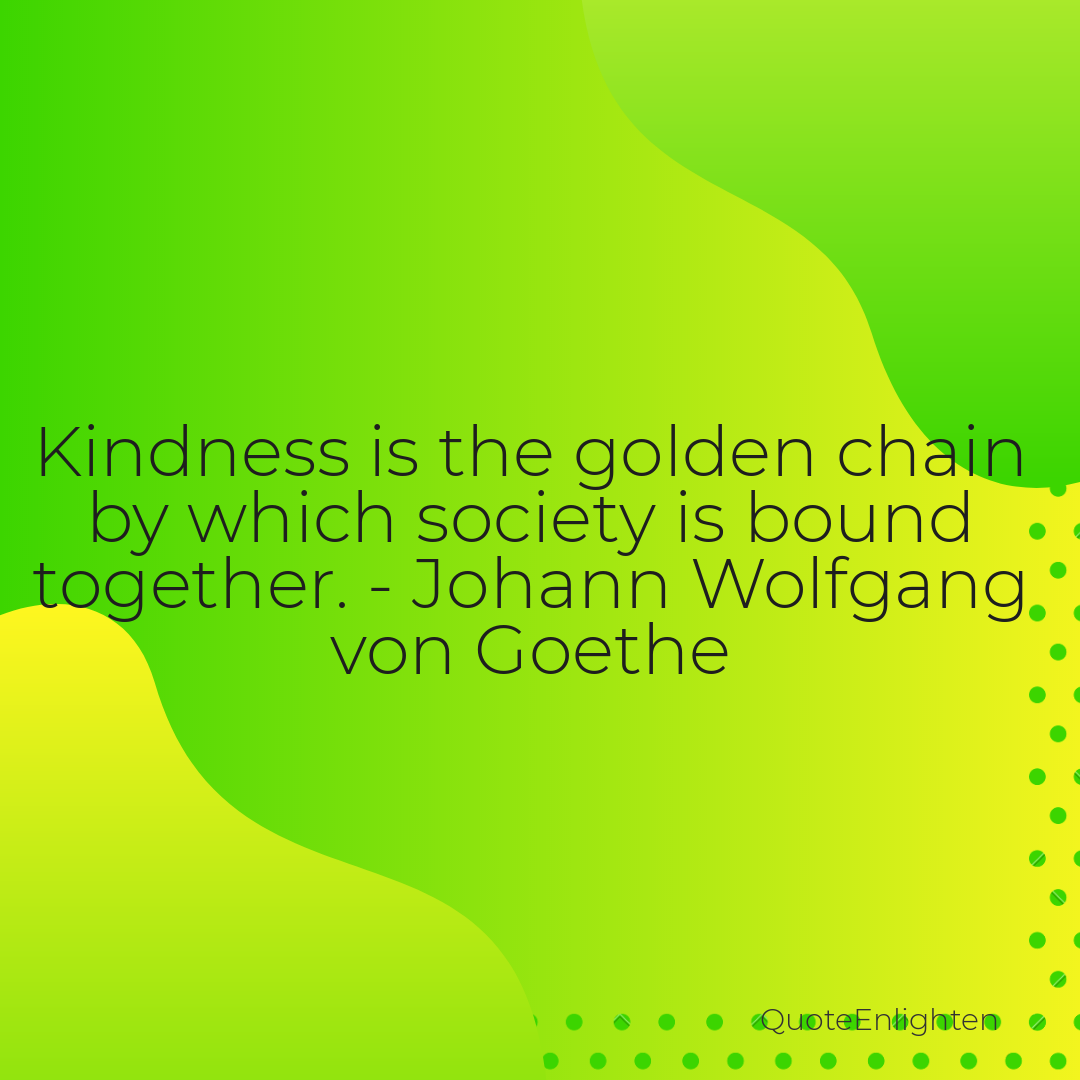 Kindness is the golden chain
by which society is bound
together. - Johann Wolfgang
von Goethe
QuoteEnlighten